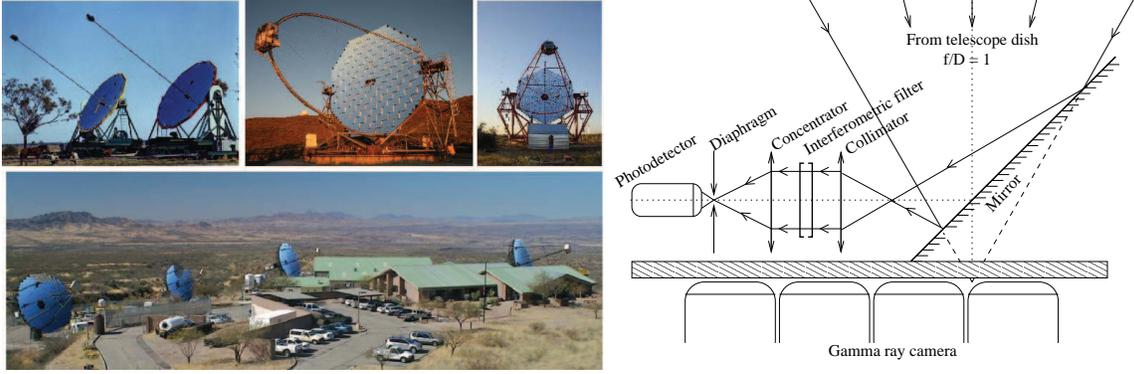 From telescope dish
f/D = 1
Photodetector
Diaphragm
Concentrator
Interferometric filter
Collimator
Mirror
Gamma ray camera